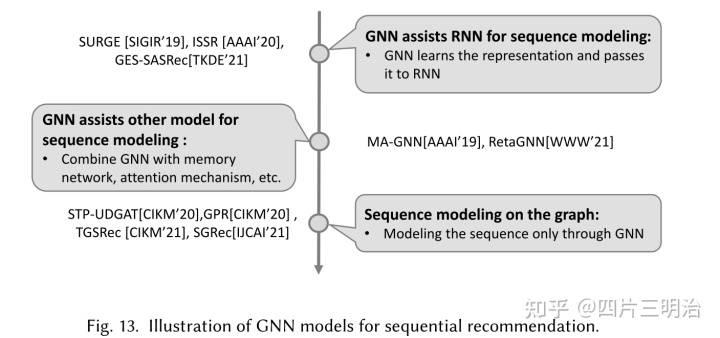 SURGE [SIGIR’19], ISSR [AAAI’20],
GES-SASRec[TKDE’21]
GNN assists RNN for sequence modeling:
• GNN learns the representation and passes
it to RNN
GNN assists other model for
sequence modeling :
• Combine GNN with memory
network, attention mechanism, etc.
MA-GNN[AAAI’19], RetaGNN[WWW’21]
STP-UDGAT[CIKM’20],GPR[CIKM’20] ,
TGSRec [CIKM’21], SGRec[IJCAI’21]
Sequence modeling on the graph:
• Modeling the sequence only through GNN
知乎 @四片三明治
Fig. 13. Illustration of GNN models for sequential recommendation.